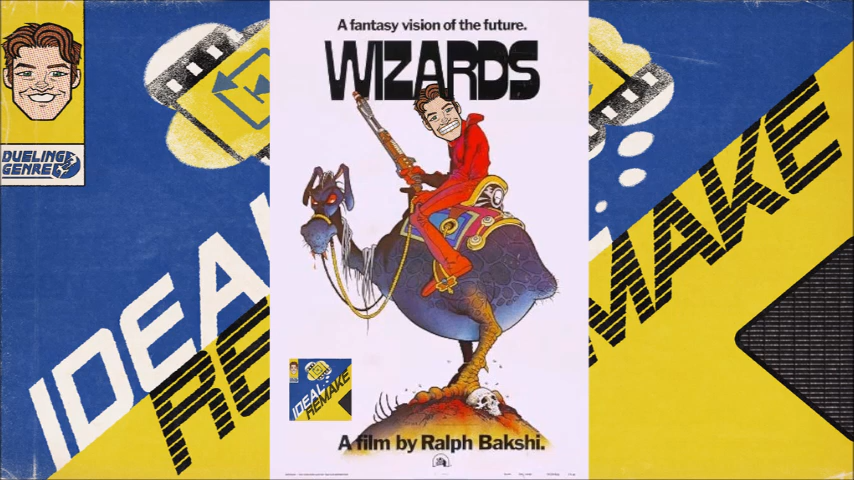 DUELING
GENRE
A fantasy vision of the future.
WIZARDS
IDEAL
REMAKE
IDEAL
REMAKE
A film by Ralph Bakshi.